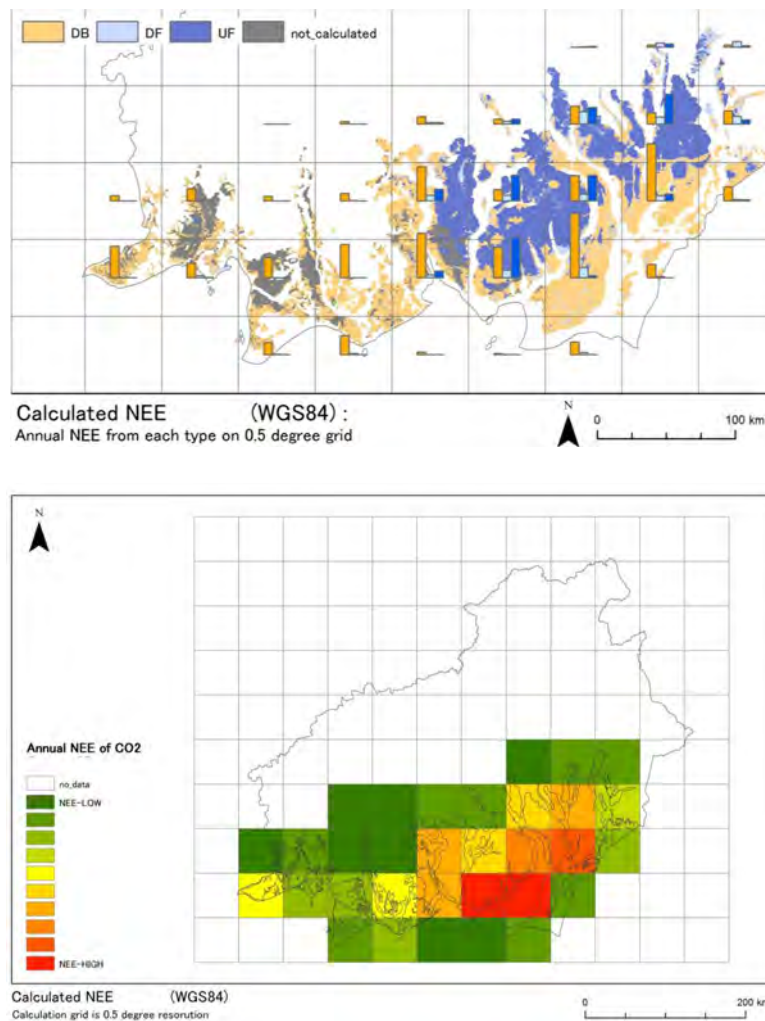 DB DF UF not_calculated
Calculated NEE (WGS84) :
Annual NEE from each type on 0.5 degree grid
N
0 100 km
N
Annual NEE of CO2
no_data
NEE-LOW
NEE-HIGH
Calculated NEE (WGS84)
Calculation grid is 0.5 degree resorution
0 200 km